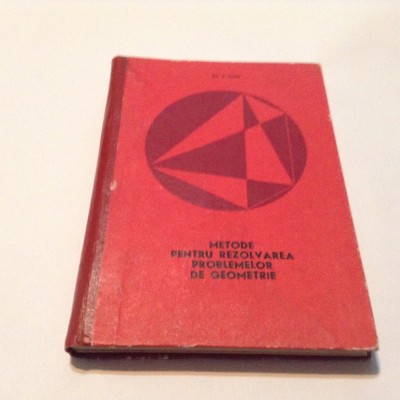 METODE
PENTRU REZOLVAREA
PROBLEMELOR
DE GEOMETRIE